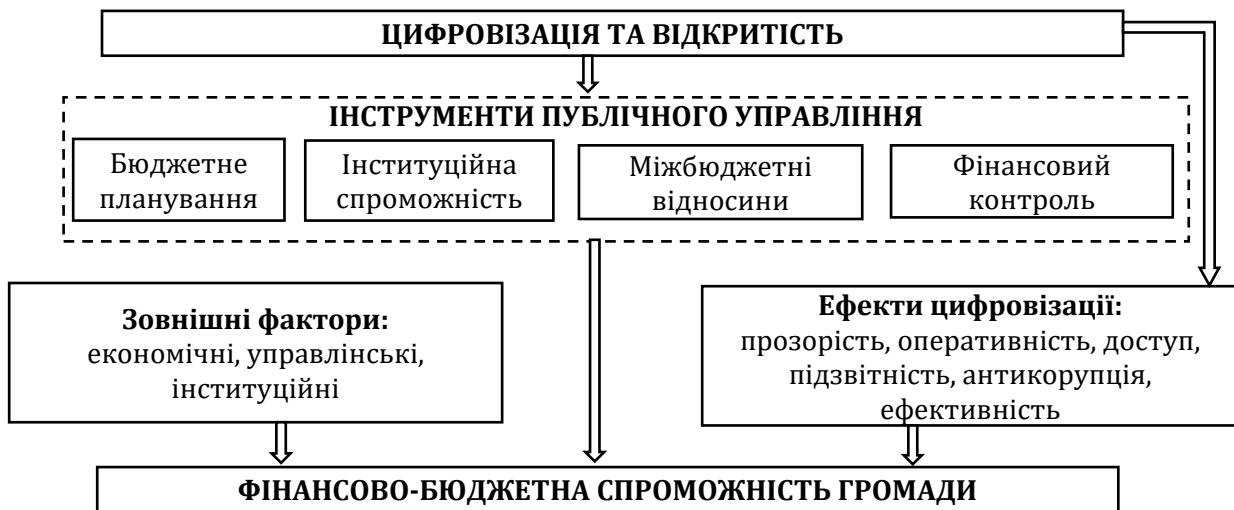 ЦИФРОВІЗАЦІЯ ТА ВІДКРИТІСТЬ
ІНСТРУМЕНТИ ПУБЛІЧНОГО УПРАВЛІННЯ
Бюджетне
планування
Інституційна
спроможність
Міжбюджетні
відносини
Фінансовий
контроль
Зовнішні фактори:
економічні, управлінські,
інституційні
Ефекти цифровізації:
прозорість, оперативність, доступ,
підзвітність, антикорупція,
ефективність
ФІНАНСОВО-БЮДЖЕТНА СПРОМОЖНІСТЬ ГРОМАДИ